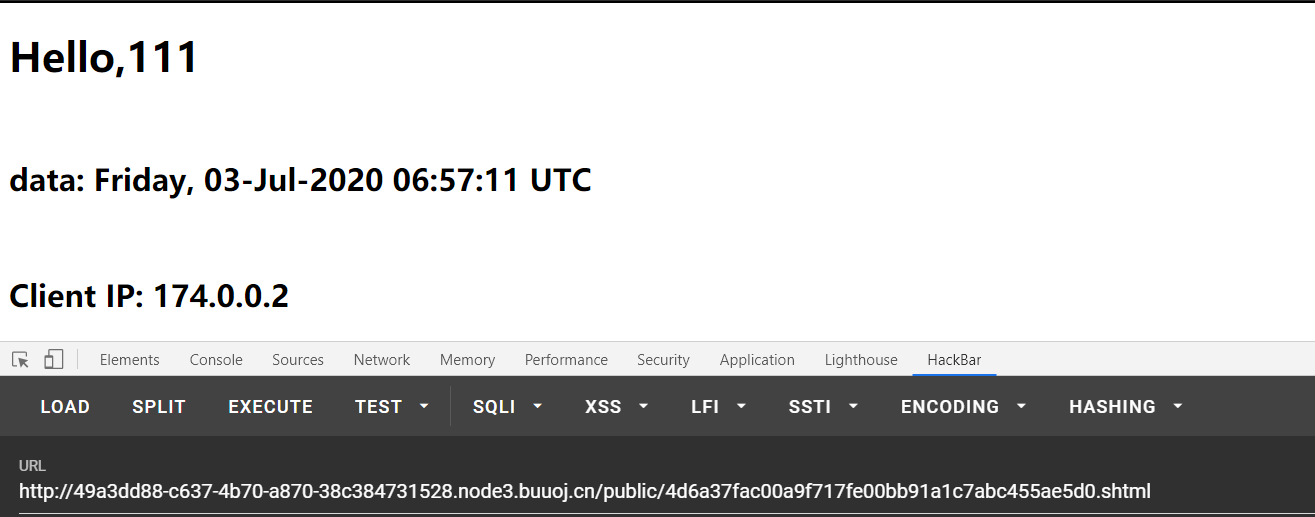 Hello,111
data: Friday, 03-Jul-2020 06:57:11 UTC
Client IP: 174.0.0.2
Elements Console Sources Network Memory Performance Security Application Lighthouse HackBar
LOAD SPLIT EXECUTE TEST SQLI XSS LFI SSTI ENCODING HASHING
URL
http://49a3dd88-c637-4b70-a870-38c384731528.node3.buuoj.cn/public/4d6a37fac00a9f717fe00bb91a1c7abc455ae5d0.shtml